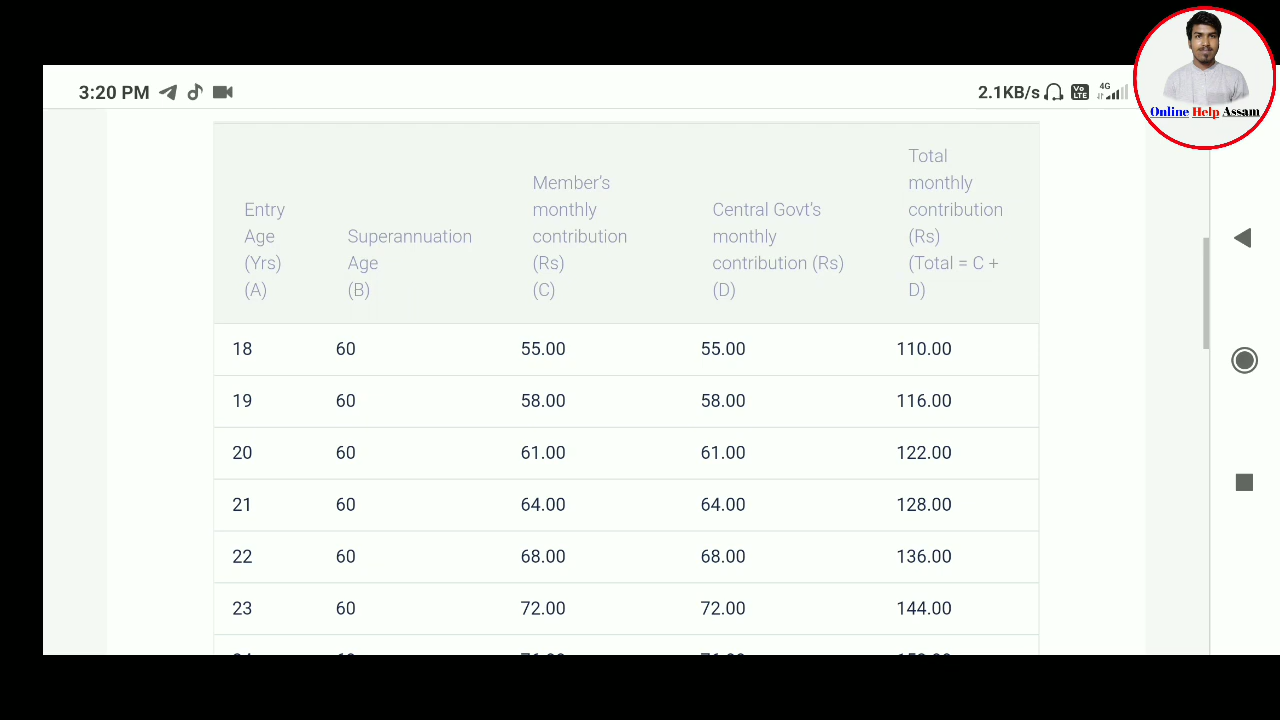 3:20 PM
2.1KB/s Vo LTE 4G
Online Help Assam
Entry Age (Yrs) (A)
Superannuation Age (B)
Member's monthly contribution (Rs) (C)
Central Govt's monthly contribution (Rs) (D)
Total monthly contribution (Rs) (Total = C + D)
18 60 55.00 55.00 110.00
19 60 58.00 58.00 116.00
20 60 61.00 61.00 122.00
21 60 64.00 64.00 128.00
22 60 68.00 68.00 136.00
23 60 72.00 72.00 144.00